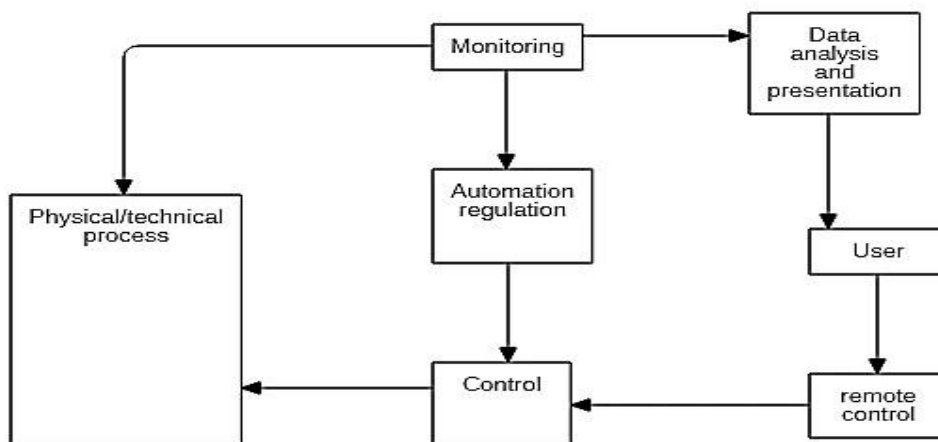 Monitoring
Data
analysis
and
presentation
Automation
regulation
Physical/technical
process
User
Control
remote
control